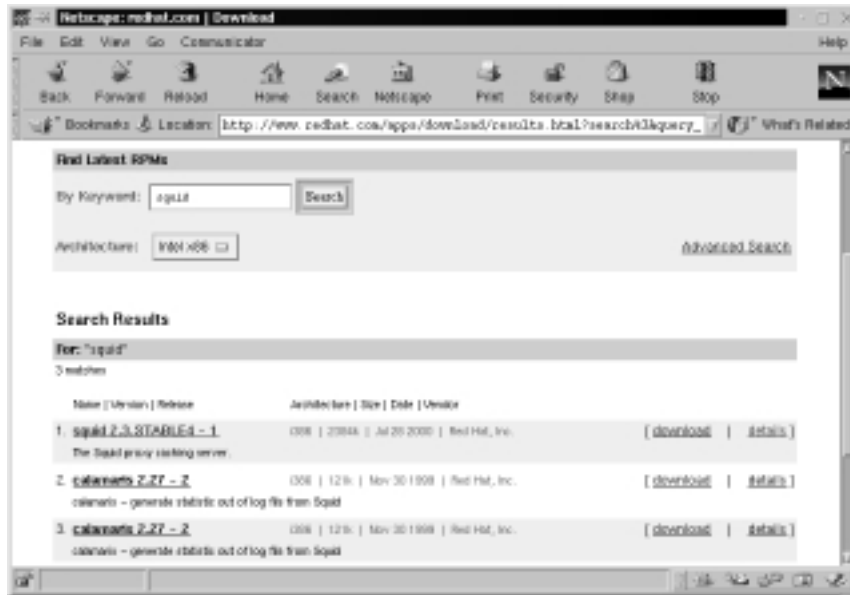 Netscape: redhat.com | Download
File Edit View Go Communicator Help
Back Forward Reload Home Search Netscape Print Security Shop Stop
Bookmarks Location: http://www.redhat.com/apps/download/results.html?search%3Aquery_ What's Related
Find Latest RPMs
By Keyword: squid Search
Architecture: Intel x86 Advanced Search
Search Results
For: "squid"
3 matches
Name | Version | Release Architecture | Size | Date | Vendor
1. squid 2.3.STABLE4 - 1 i386 | 2384k | Jul 28 2000 | Red Hat, Inc. [ download | details ]
The Squid proxy caching server.
2. calamaris 2.27 - 2 i386 | 121k | Nov 30 1999 | Red Hat, Inc. [ download | details ]
calamaris - generate statistic out of log file from Squid
3. calamaris 2.27 - 2 i386 | 121k | Nov 30 1999 | Red Hat, Inc. [ download | details ]
calamaris - generate statistic out of log file from Squid